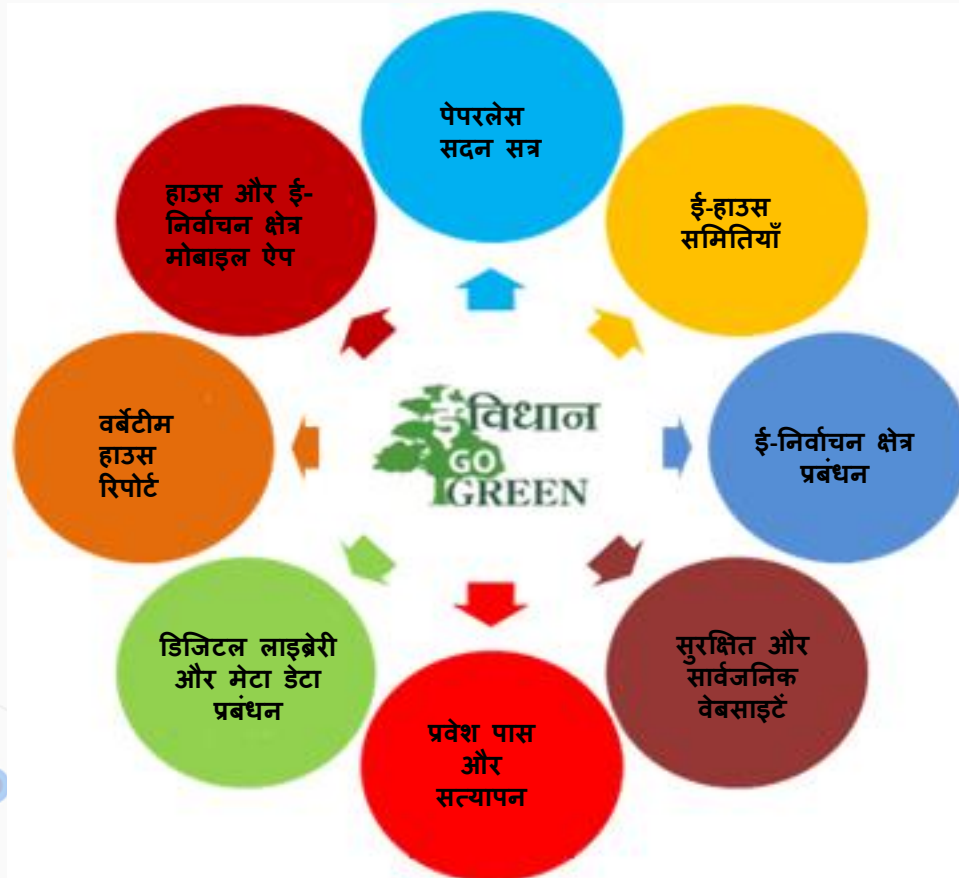 पेपरलेस
सदन सत्र
ई-हाउस
समितियाँ
ई-निर्वाचन क्षेत्र
प्रबंधन
सुरक्षित और
सार्वजनिक
वेबसाइटें
प्रवेश पास
और
सत्यापन
डिजिटल लाइब्रेरी
और मेटा डेटा
प्रबंधन
वर्बेटीम
हाउस
रिपोर्ट
हाउस और ई-
निर्वाचन क्षेत्र
मोबाइल ऐप
ई विधान
GO
GREEN